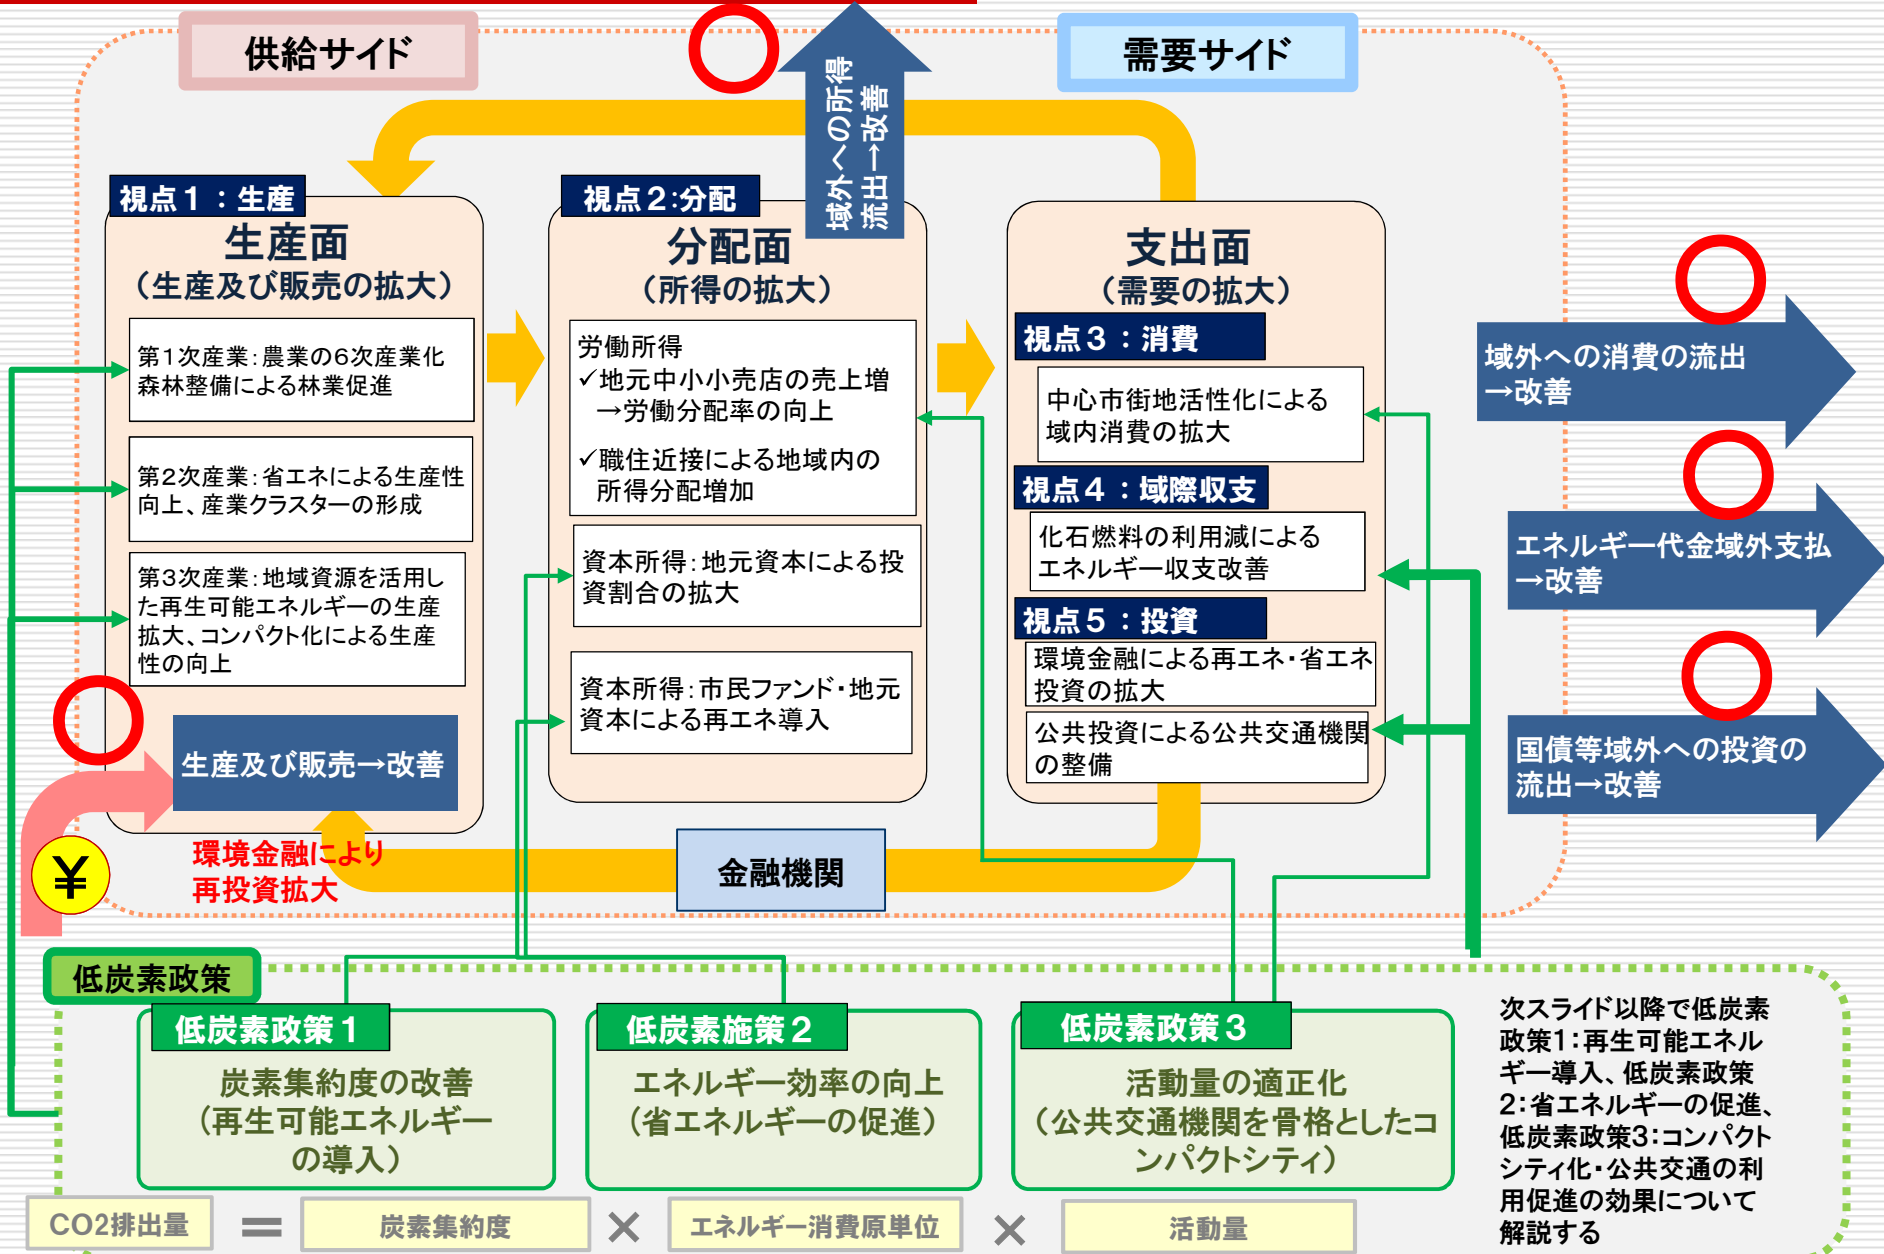 供給サイド
需要サイド
域外への所得
流出→改善
視点1：生産
生産面
（生産及び販売の拡大）
第1次産業：農業の6次産業化
森林整備による林業促進
第2次産業：省エネによる生産性
向上、産業クラスターの形成
第3次産業：地域資源を活用し
た再生可能エネルギーの生産
拡大、コンパクト化による生産
性の向上
生産及び販売→改善
視点2：分配
分配面
（所得の拡大）
労働所得
✓地元中小小売店の売上増
→労働分配率の向上
✓職住近接による地域内の
所得分配増加
資本所得：地元資本による投
資割合の拡大
資本所得：市民ファンド・地元
資本による再エネ導入
支出面
（需要の拡大）
視点3：消費
中心市街地活性化による
域内消費の拡大
視点4：域際収支
化石燃料の利用減による
エネルギー収支改善
視点5：投資
環境金融による再エネ・省エネ
投資の拡大
公共投資による公共交通機関
の整備
域外への消費の流出
→改善
エネルギー代金域外支払
→改善
国債等域外への投資の
流出→改善
¥
環境金融により
再投資拡大
金融機関
低炭素政策
低炭素政策1
炭素集約度の改善
（再生可能エネルギー
の導入）
低炭素施策2
エネルギー効率の向上
（省エネルギーの促進）
低炭素政策3
活動量の適正化
（公共交通機関を骨格としたコ
ンパクトシティ）
次スライド以降で低炭素
政策1：再生可能エネル
ギー導入、低炭素政策
2：省エネルギーの促進、
低炭素政策3：コンパクト
シティ化・公共交通の利
用促進の効果について
解説する
CO2排出量 ＝ 炭素集約度 × エネルギー消費原単位 × 活動量